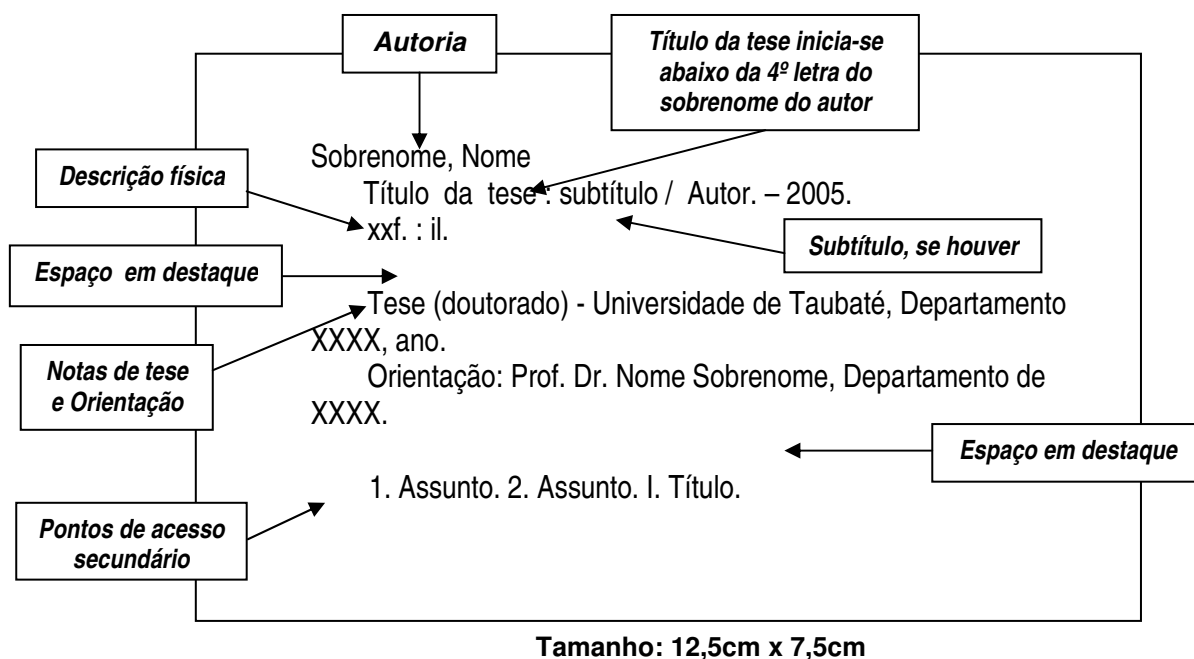 Autoria
Título da tese inicia-se
abaixo da 4º letra do
sobrenome do autor
Sobrenome, Nome
Descrição física
Título da tese : subtítulo / Autor. – 2005.
xxf. : il.
Subtítulo, se houver
Espaço em destaque
Tese (doutorado) - Universidade de Taubaté, Departamento
XXXX, ano.
Notas de tese
e Orientação
Orientação: Prof. Dr. Nome Sobrenome, Departamento de
XXXX.
Espaço em destaque
1. Assunto. 2. Assunto. I. Título.
Pontos de acesso
secundário
Tamanho: 12,5cm x 7,5cm